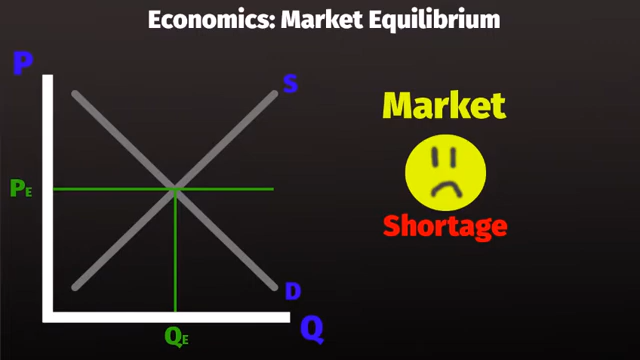 Economics: Market Equilibrium
P
S
Market
PE
Shortage
D
Q
QE